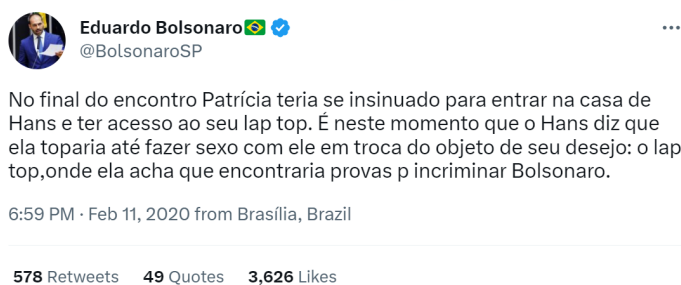 Eduardo Bolsonaro🇧🇷
@BolsonaroSP
No final do encontro Patrícia teria se insinuado para entrar na casa de
Hans e ter acesso ao seu lap top. É neste momento que o Hans diz que
ela toparia até fazer sexo com ele em troca do objeto de seu desejo: o lap
top,onde ela acha que encontraria provas p incriminar Bolsonaro.
6:59 PM · Feb 11, 2020 from Brasília, Brazil
578 Retweets 49 Quotes 3,626 Likes